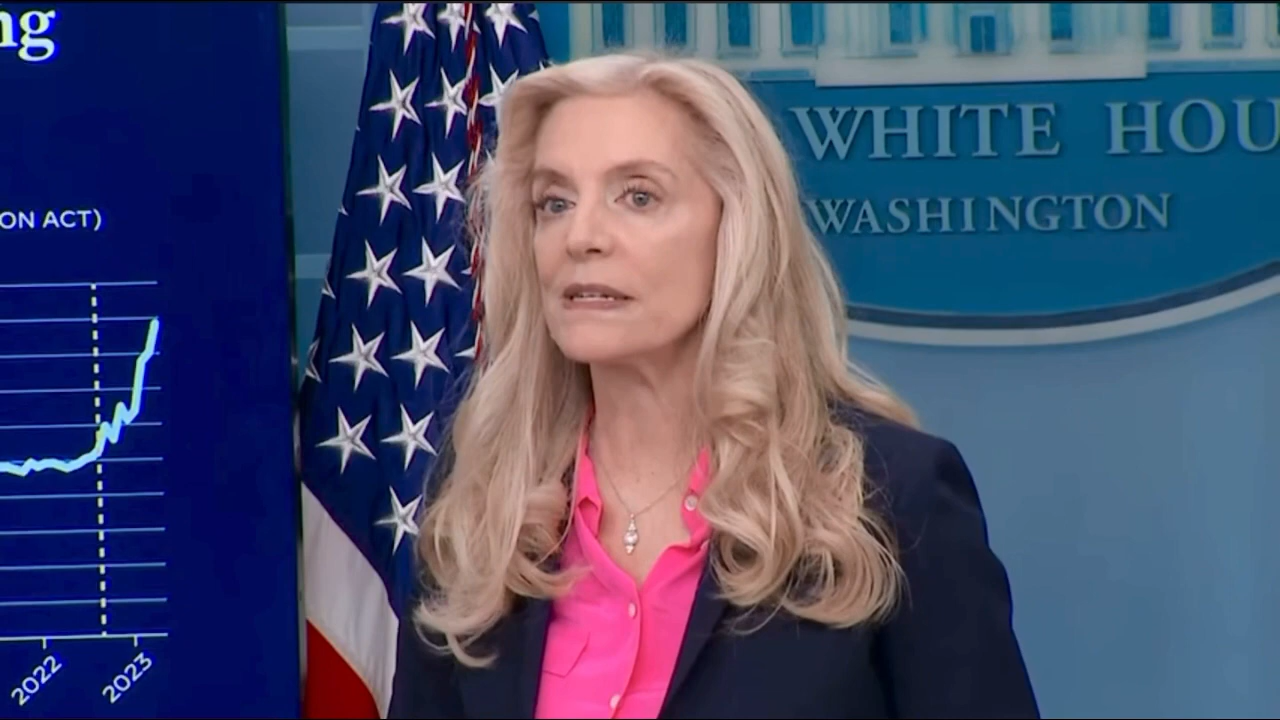 ng
ON ACT)
2022
2023
WHITE HOU
WASHINGTON